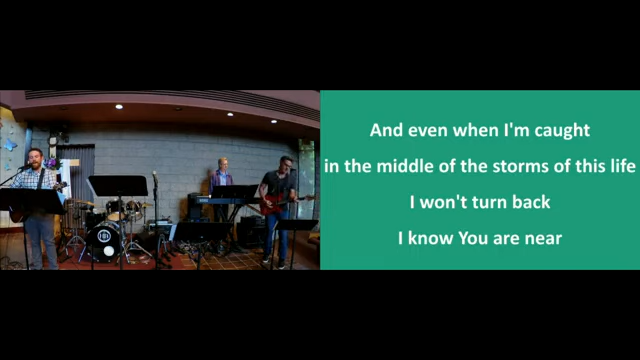 And even when I'm caught
in the middle of the storms of this life
I won't turn back
I know You are near